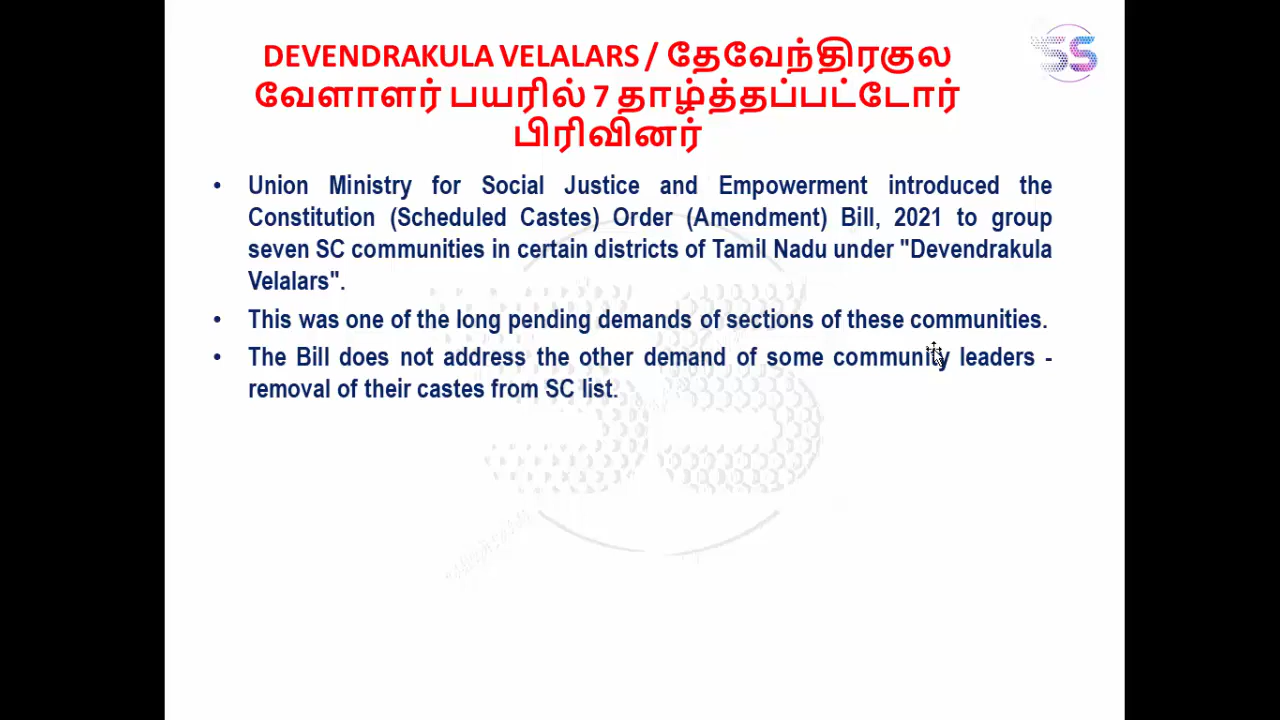 DEVENDRAKULA VELALARS / தேவேந்திரகுல
வேளாளர் பயரில் 7 தாழ்த்தப்பட்டோர்
பிரிவினர்
SS
• Union Ministry for Social Justice and Empowerment introduced the
Constitution (Scheduled Castes) Order (Amendment) Bill, 2021 to group
seven SC communities in certain districts of Tamil Nadu under "Devendrakula
Velalars".
• This was one of the long pending demands of sections of these communities.
• The Bill does not address the other demand of some community leaders -
removal of their castes from SC list.